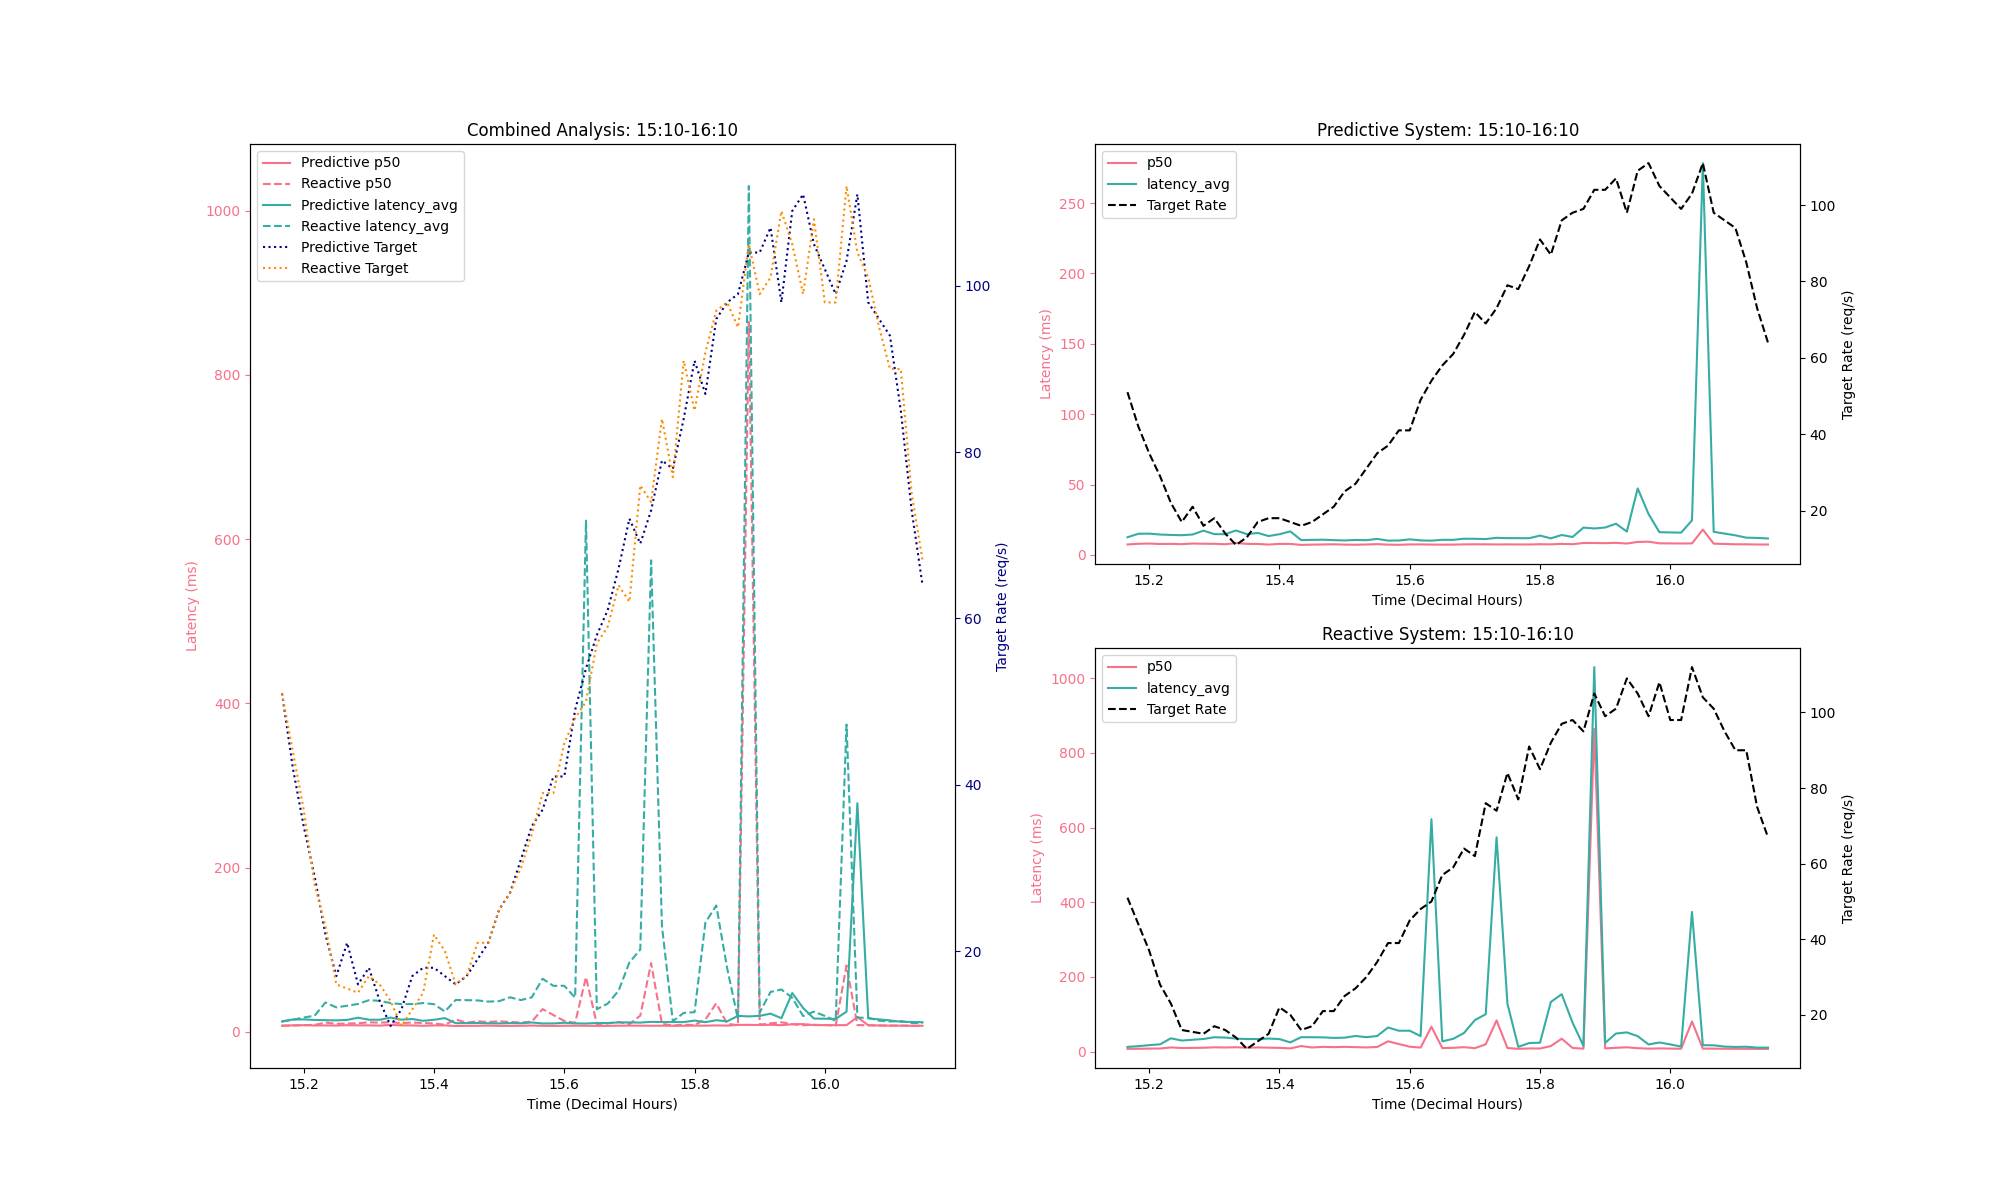 Combined Analysis: 15:10-16:10
Predictive p50
Reactive p50
Predictive latency_avg
Reactive latency_avg
Predictive Target
Reactive Target
1000
800
600
400
200
0
Latency (ms)
100
80
60
40
20
Target Rate (req/s)
15.2 15.4 15.6 15.8 16.0
Time (Decimal Hours)
Predictive System: 15:10-16:10
p50
latency_avg
Target Rate
250
200
150
100
50
0
Latency (ms)
100
80
60
40
20
Target Rate (req/s)
15.2 15.4 15.6 15.8 16.0
Time (Decimal Hours)
Reactive System: 15:10-16:10
p50
latency_avg
Target Rate
1000
800
600
400
200
0
Latency (ms)
100
80
60
40
20
Target Rate (req/s)
15.2 15.4 15.6 15.8 16.0
Time (Decimal Hours)